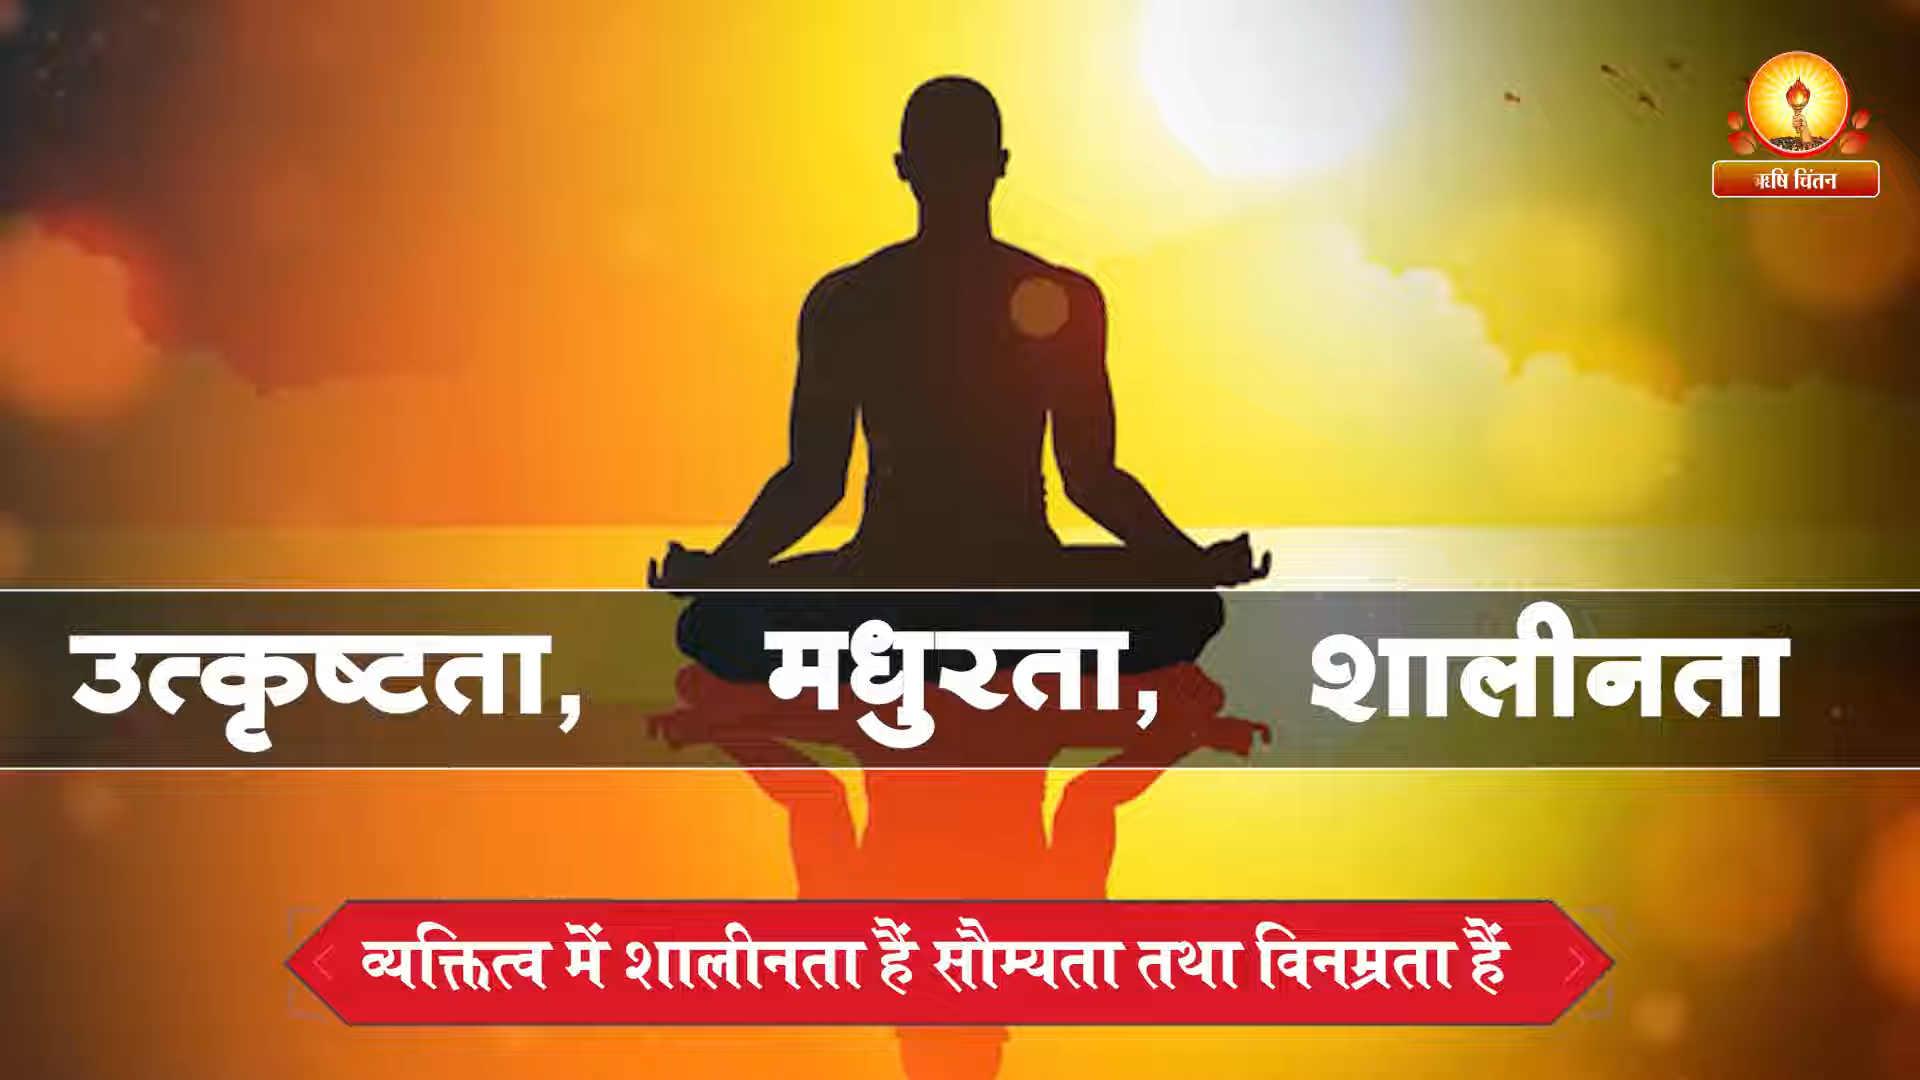 ऋषि चिंतन
उत्कृष्टता, मधुरता, शालीनता
व्यक्तित्व में शालीनता हैं सौम्यता तथा विनम्रता हैं